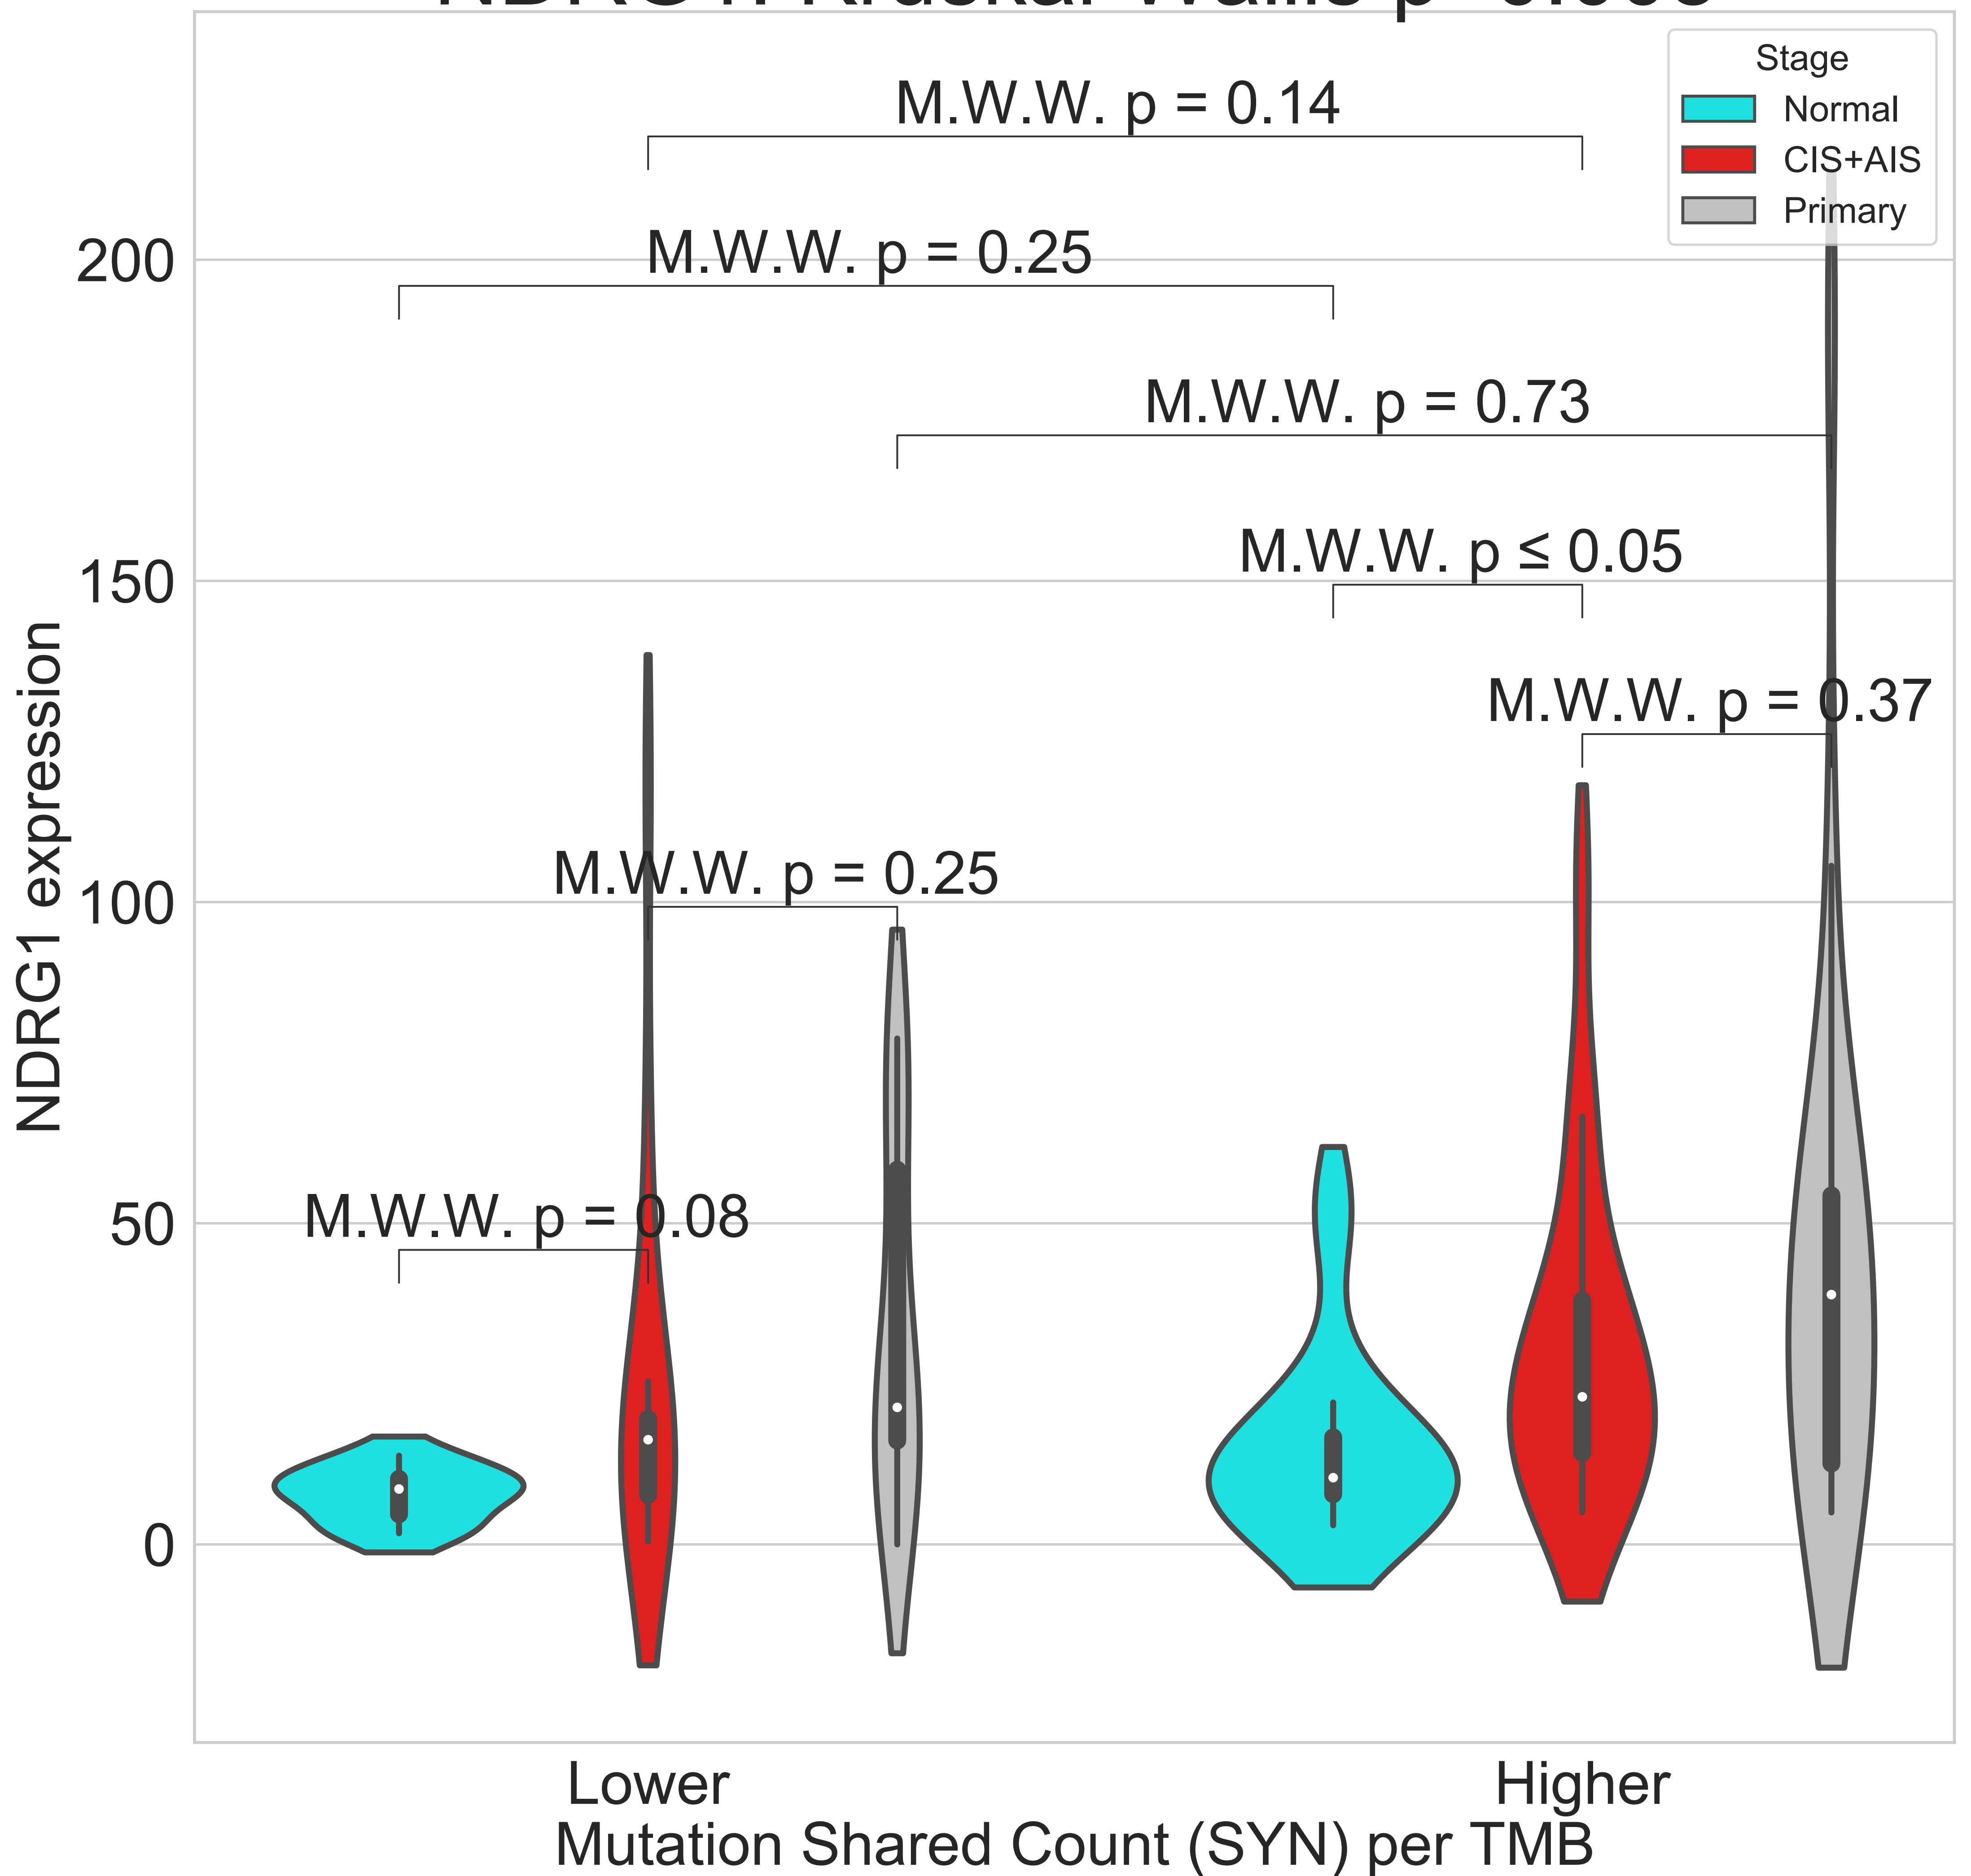 Stage
Normal
CIS+AIS
Primary
M.W.W. p = 0.14
M.W.W. p = 0.25
M.W.W. p = 0.73
M.W.W. p ≤ 0.05
M.W.W. p = 0.37
M.W.W. p = 0.25
M.W.W. p = 0.08
200
150
100
50
0
NDRG1 expression
Lower
Higher
Mutation Shared Count (SYN) per TMB